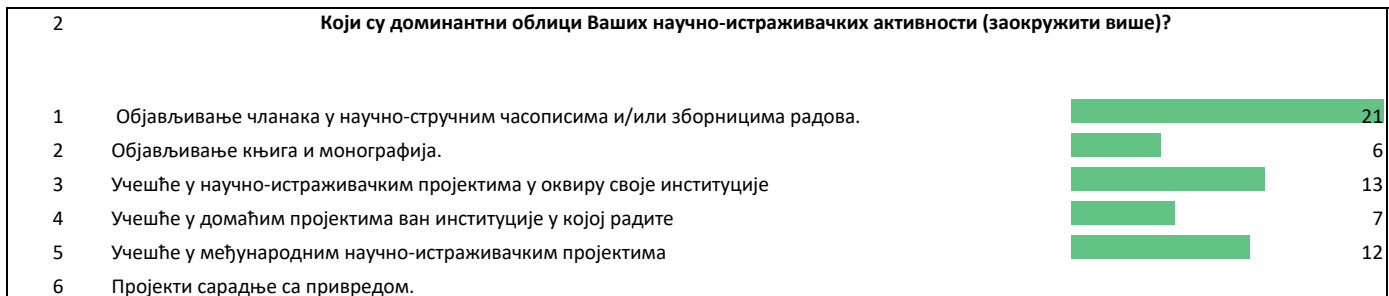 2 Који су доминантни облици Ваших научно-истраживачких активности (заокружити више)?
1 Објављивање чланака у научно-стручним часописима и/или зборницима радова. 21
2 Објављивање књига и монографија. 6
3 Учешће у научно-истраживачким пројектима у оквиру своје институције 13
4 Учешће у домаћим пројектима ван институције у којој радите 7
5 Учешће у међународним научно-истраживачким пројектима 12
6 Пројекти сарадње са привредом.